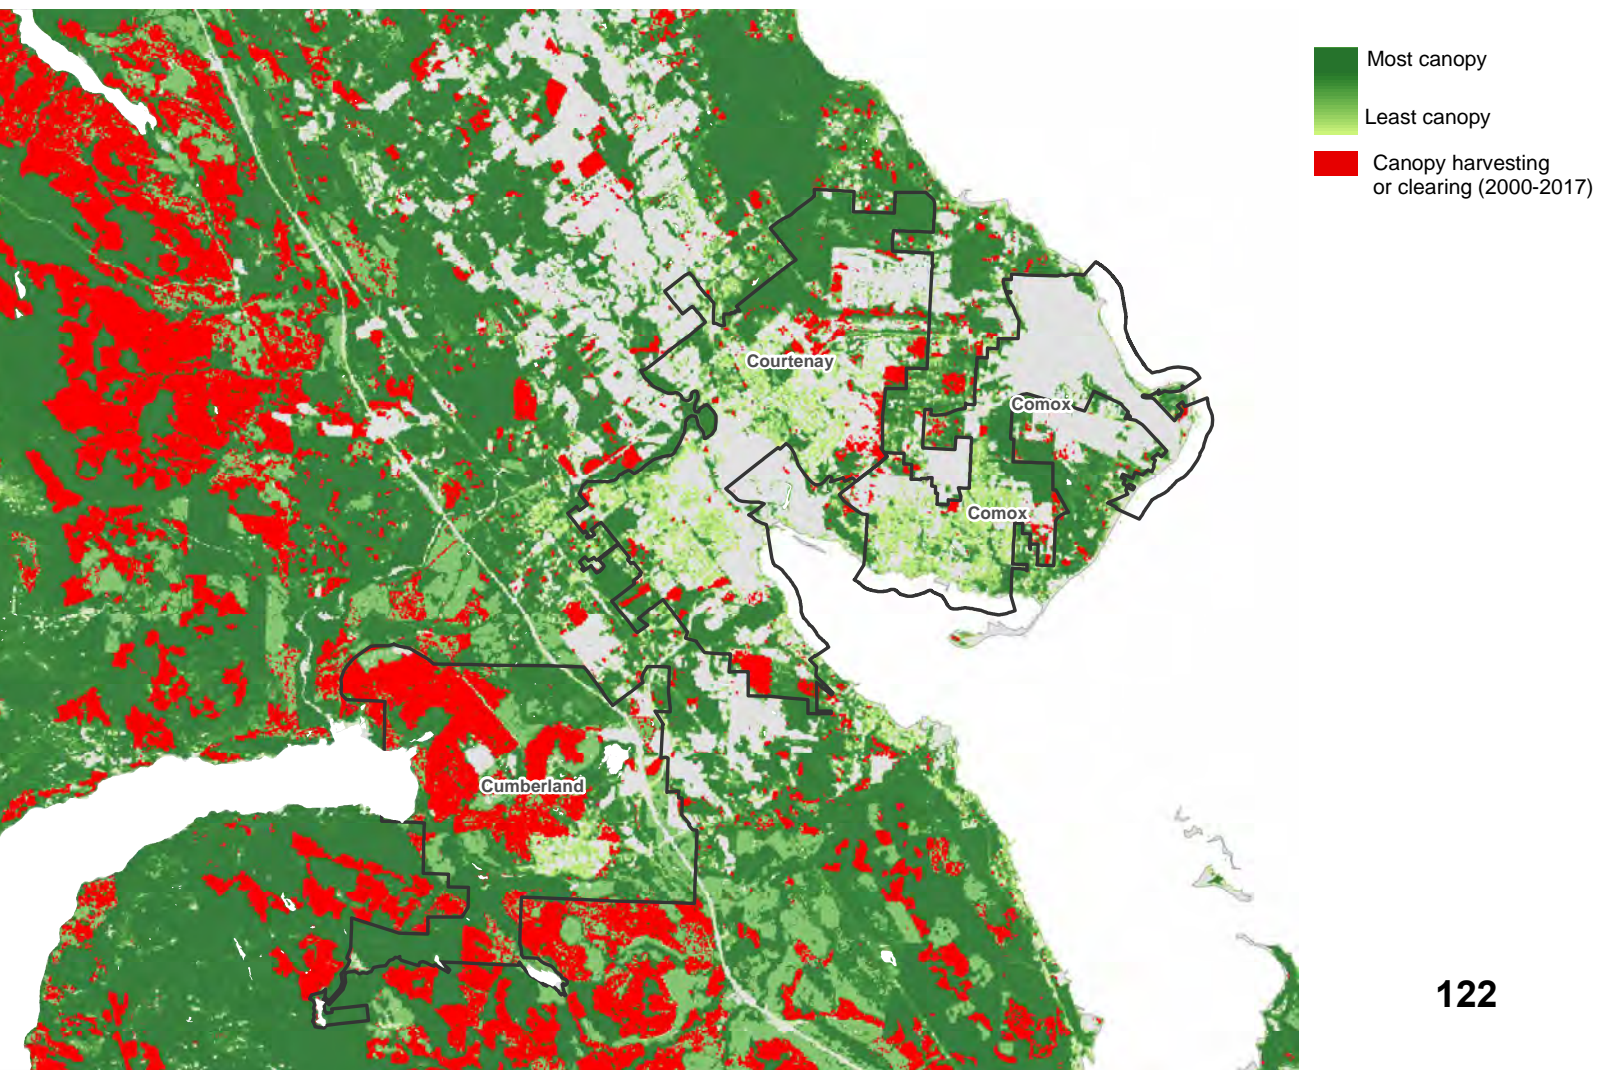 Most canopy
Least canopy
Canopy harvesting
or clearing (2000-2017)
Courtenay
Comox
Comox
Cumberland
122